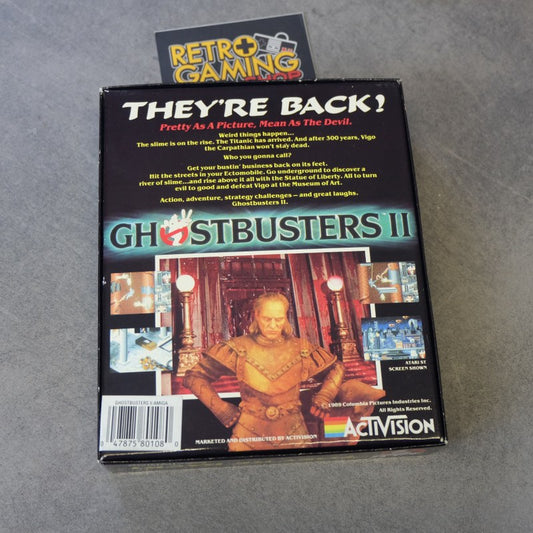 RETRO
GAMING
SHOP
THEY'RE BACK!
Pretty As A Picture, Mean As The Devil.
Weird things happen...
The slime is on the rise. The Titanic has arrived. And after 300 years, Vigo
the Carpathian won't stay dead.
Who you gonna call?
Get your bustin' business back on its feet.
Hit the streets in your Ectomobile. Go underground to discover a
river of slime...and rise above it all with the Statue of Liberty. All to turn
evil to good and defeat Vigo at the Museum of Art.
Action, adventure, strategy challenges—and great laughs.
Ghostbusters II.
GHOSTBUSTERS II
ATARI ST
SCREEN SHOWN
GHOSTBUSTERS II AMIGA
0 47875 80108 0
©1989 Columbia Pictures Industries Inc.
All Rights Reserved.
ACTIVISION
MARKETED AND DISTRIBUTED BY ACTIVISION